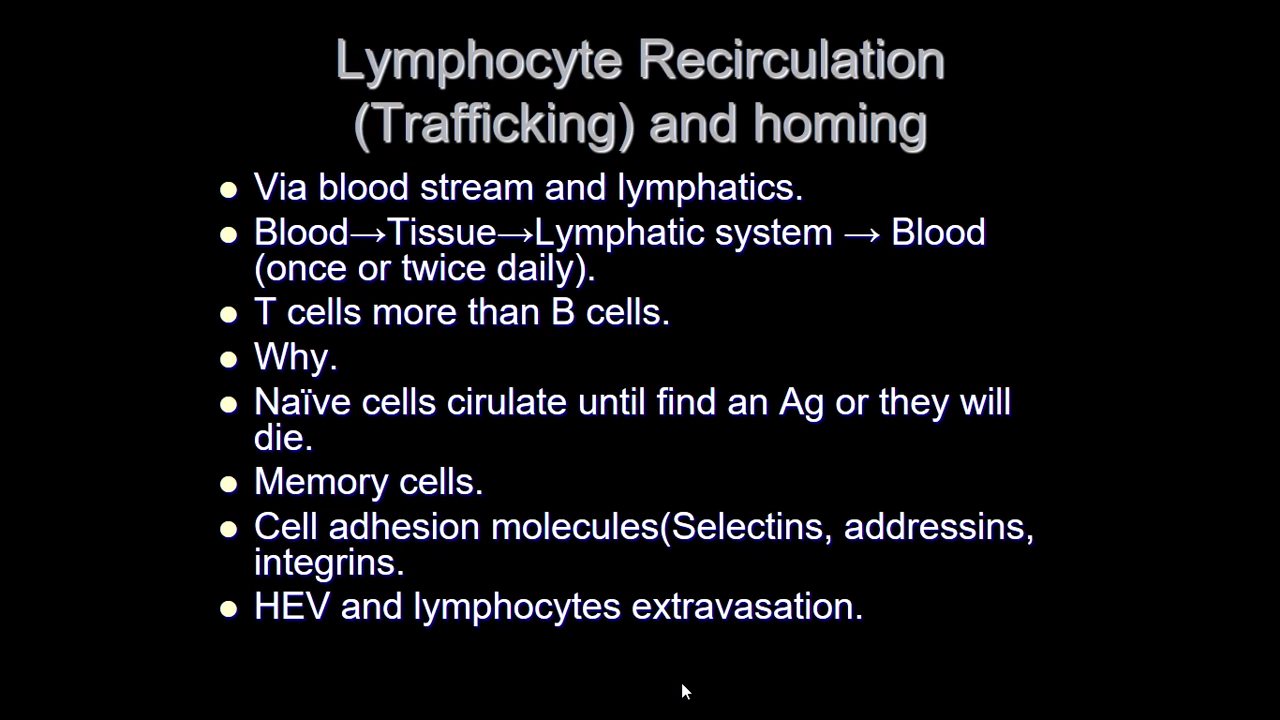 Lymphocyte Recirculation
(Trafficking) and homing
● Via blood stream and lymphatics.
● Blood→Tissue→Lymphatic system → Blood
(once or twice daily).
● T cells more than B cells.
● Why.
● Naïve cells cirulate until find an Ag or they will
die.
● Memory cells.
● Cell adhesion molecules(Selectins, addressins,
integrins.
● HEV and lymphocytes extravasation.